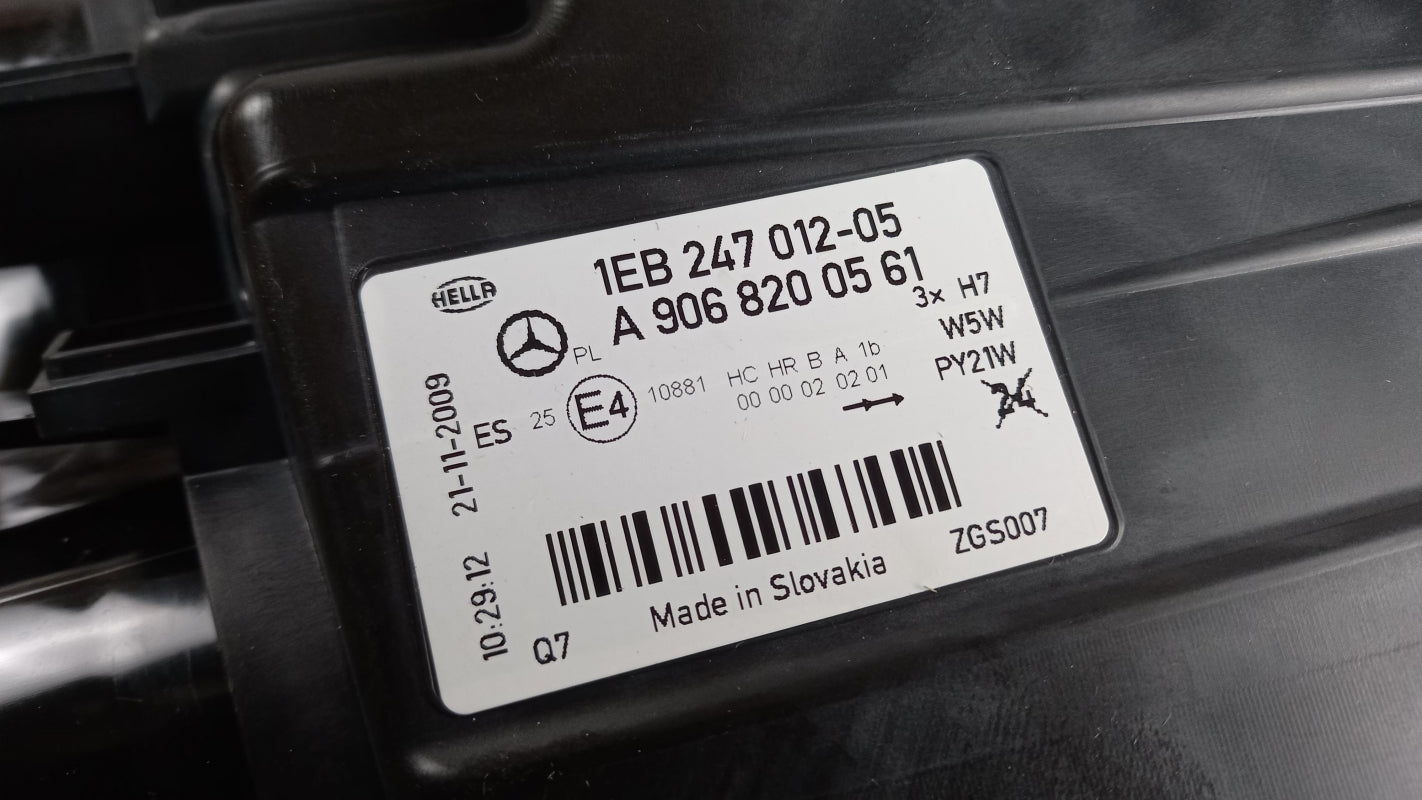 HELLA
1EB 247 012-05
A 906 820 05 61
PL
3x H7
W5W
PY21W
24
ES 25 E4 10881
HC HR B A 1b
00 00 02 02 01
21-11-2009
10:29:12
Q7
Made in Slovakia
ZGS007